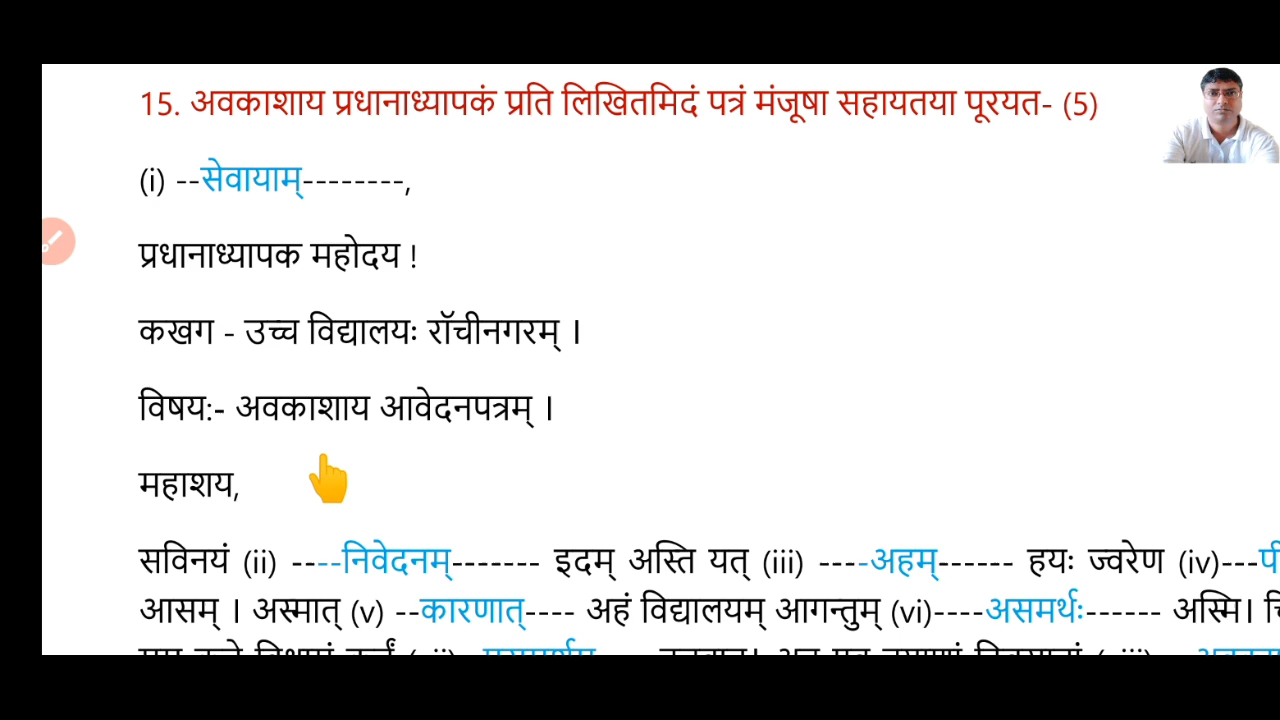 15. अवकाशाय प्रधानाध्यापकं प्रति लिखितमिदं पत्रं मंजूषा सहायतया पूरयत- (5)
(i) --सेवायाम्--------,
प्रधानाध्यापक महोदय !
कखग - उच्च विद्यालयः रॉचीनगरम् ।
विषय:- अवकाशाय आवेदनपत्रम् ।
महाशय,
सविनयं (ii) ----निवेदनम्------- इदम् अस्ति यत् (iii) ----अहम्------ हयः ज्वरेण (iv)---
आसम् । अस्मात् (v) --कारणात्---- अहं विद्यालयम् आगन्तुम् (vi)----असमर्थः------ अस्मि।